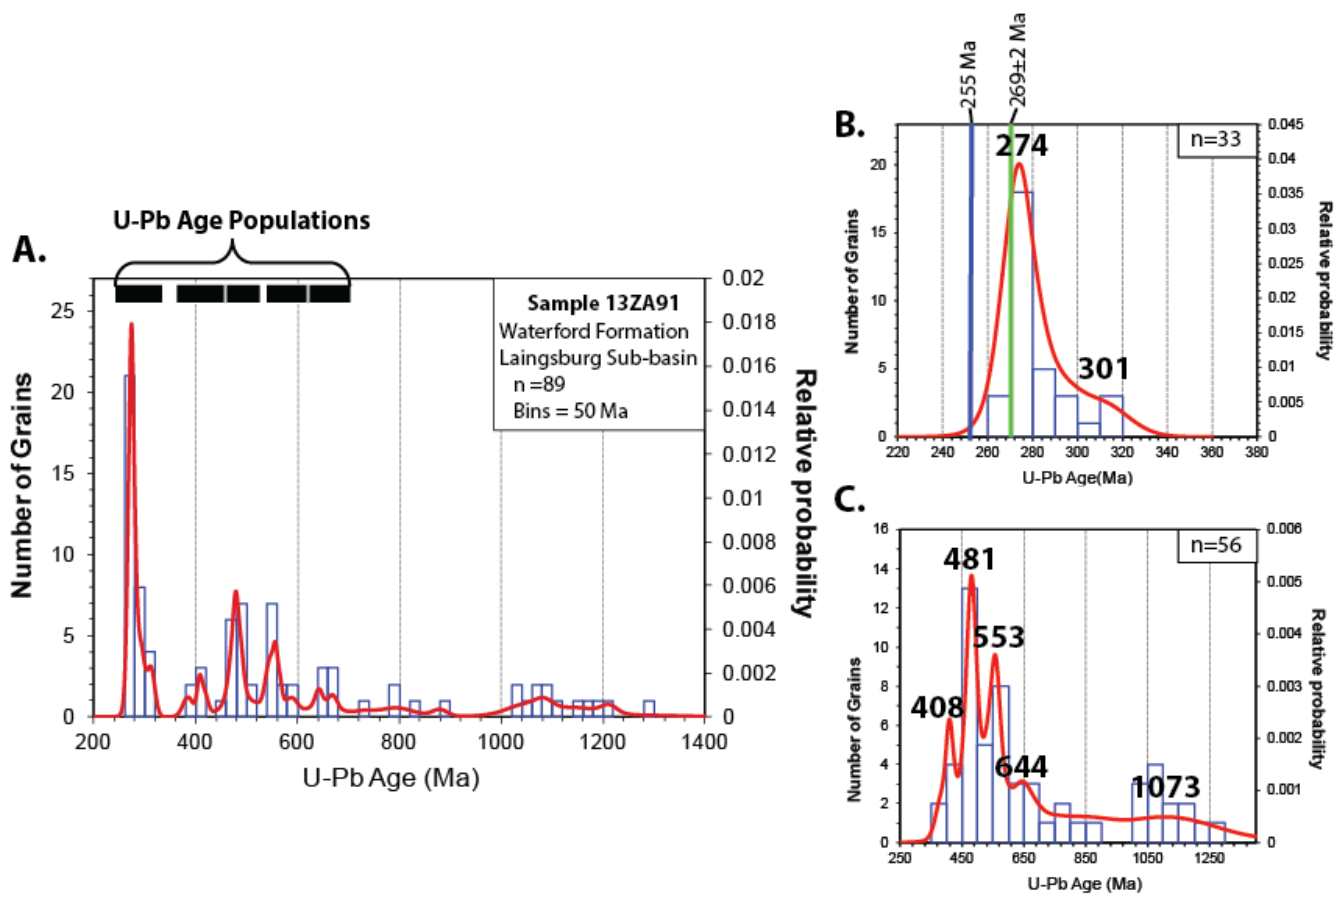 A.
U-Pb Age Populations
Sample 13ZA91
Waterford Formation
Laingsburg Sub-basin
n =89
Bins = 50 Ma
Number of Grains
25
20
15
10
5
0
0.02
0.018
0.016
0.014
0.012
0.01
0.008
0.006
0.004
0.002
0
Relative probability
200 400 600 800 1000 1200 1400
U-Pb Age (Ma)
B.
255 Ma
269±2 Ma
n=33
274
301
Number of Grains
20
15
10
5
0
0.045
0.04
0.035
0.03
0.025
0.02
0.015
0.01
0.005
0
Relative probability
220 240 260 280 300 320 340 360 380
U-Pb Age(Ma)
C.
n=56
481
553
408
644
1073
Number of Grains
16
14
12
10
8
6
4
2
0
0.006
0.005
0.004
0.003
0.002
0.001
0
Relative probability
250 450 650 850 1050 1250
U-Pb Age (Ma)